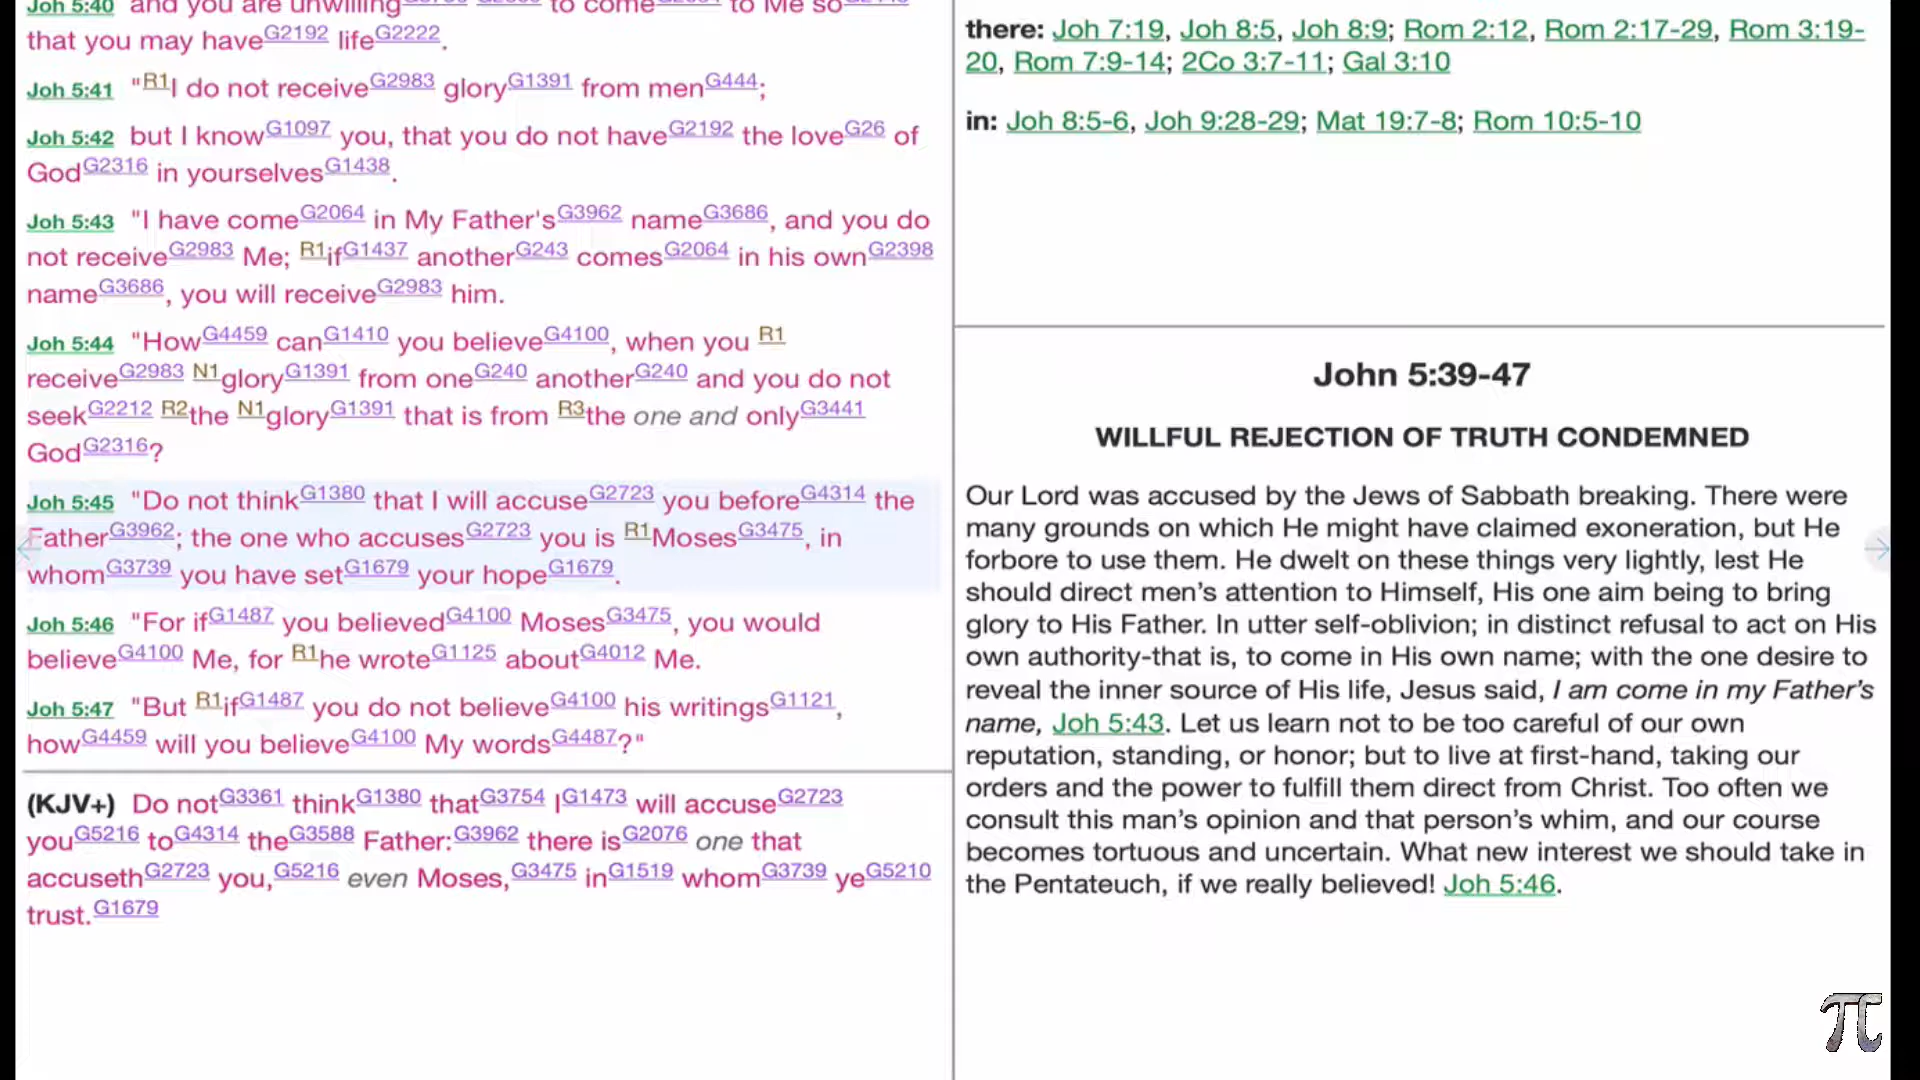 Joh 5:40 and you are unwilling to come to Me so
that you may haveG2192 lifeG2222.
Joh 5:41 "R1I do not receiveG2983 gloryG1391 from menG444;
Joh 5:42 but I knowG1097 you, that you do not haveG2192 the loveG26 of
GodG2316 in yourselvesG1438.
Joh 5:43 "I have comeG2064 in My Father'sG3962 nameG3686, and you do
not receiveG2983 Me; R1ifG1437 anotherG243 comesG2064 in his ownG2398
nameG3686, you will receiveG2983 him.
Joh 5:44 "HowG4459 canG1410 you believeG4100, when you R1
receiveG2983 N1gloryG1391 from oneG240 anotherG240 and you do not
seekG2212 R2the N1gloryG1391 that is from R3the one and onlyG3441
GodG2316?
Joh 5:45 "Do not thinkG1380 that I will accuseG2723 you beforeG4314 the
FatherG3962; the one who accusesG2723 you is R1MosesG3475, in
whomG3739 you have setG1679 your hopeG1679.
Joh 5:46 "For ifG1487 you believedG4100 MosesG3475, you would
believeG4100 Me, for R1he wroteG1125 aboutG4012 Me.
Joh 5:47 "But R1ifG1487 you do not believeG4100 his writingsG1121,
howG4459 will you believeG4100 My wordsG4487?"
(KJV+) Do notG3361 thinkG1380 thatG3754 IG1473 will accuseG2723
youG5216 toG4314 theG3588 Father:G3962 there isG2076 one that
accusethG2723 you,G5216 even Moses,G3475 inG1519 whomG3739 yeG5210
trust.G1679
there: Joh 7:19, Joh 8:5, Joh 8:9; Rom 2:12, Rom 2:17-29, Rom 3:19-
20, Rom 7:9-14; 2Co 3:7-11; Gal 3:10
in: Joh 8:5-6, Joh 9:28-29; Mat 19:7-8; Rom 10:5-10
John 5:39-47
WILLFUL REJECTION OF TRUTH CONDEMNED
Our Lord was accused by the Jews of Sabbath breaking. There were
many grounds on which He might have claimed exoneration, but He
forbore to use them. He dwelt on these things very lightly, lest He
should direct men's attention to Himself, His one aim being to bring
glory to His Father. In utter self-oblivion; in distinct refusal to act on His
own authority-that is, to come in His own name; with the one desire to
reveal the inner source of His life, Jesus said, I am come in my Father's
name, Joh 5:43. Let us learn not to be too careful of our own
reputation, standing, or honor; but to live at first-hand, taking our
orders and the power to fulfill them direct from Christ. Too often we
consult this man's opinion and that person's whim, and our course
becomes tortuous and uncertain. What new interest we should take in
the Pentateuch, if we really believed! Joh 5:46.
π